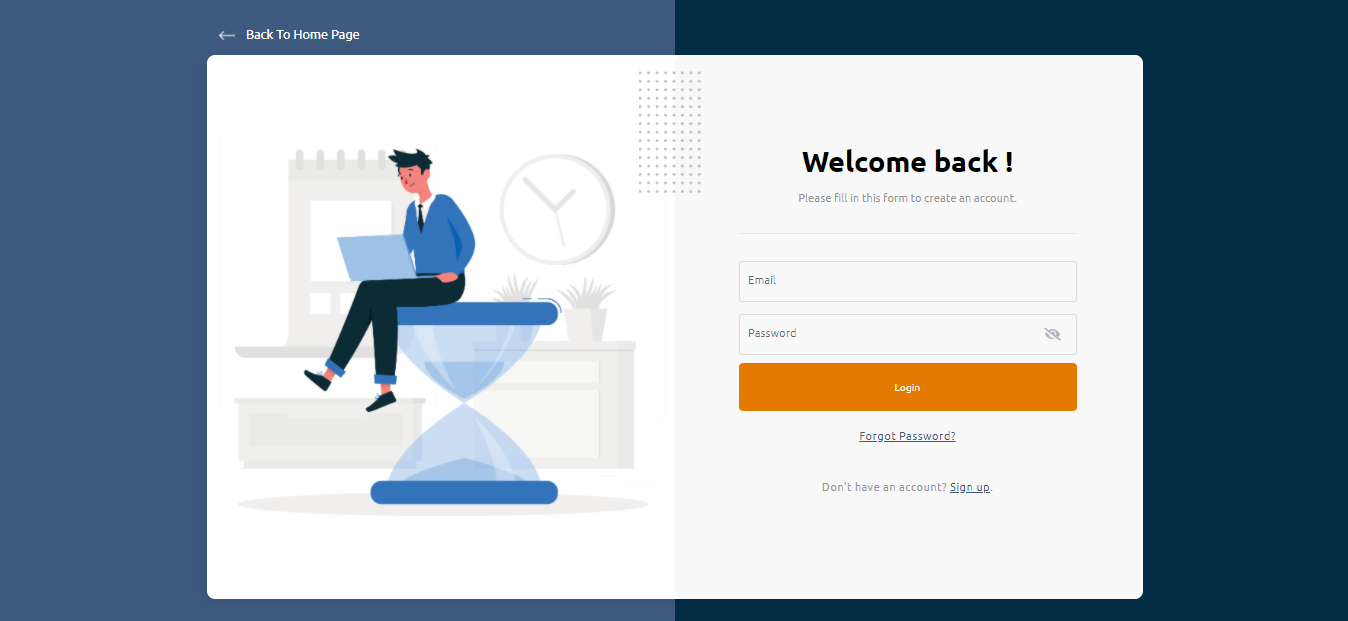 Back To Home Page
Welcome back !
Please fill in this form to create an account.
Email
Password
Login
Forgot Password?
Don't have an account? Sign up.